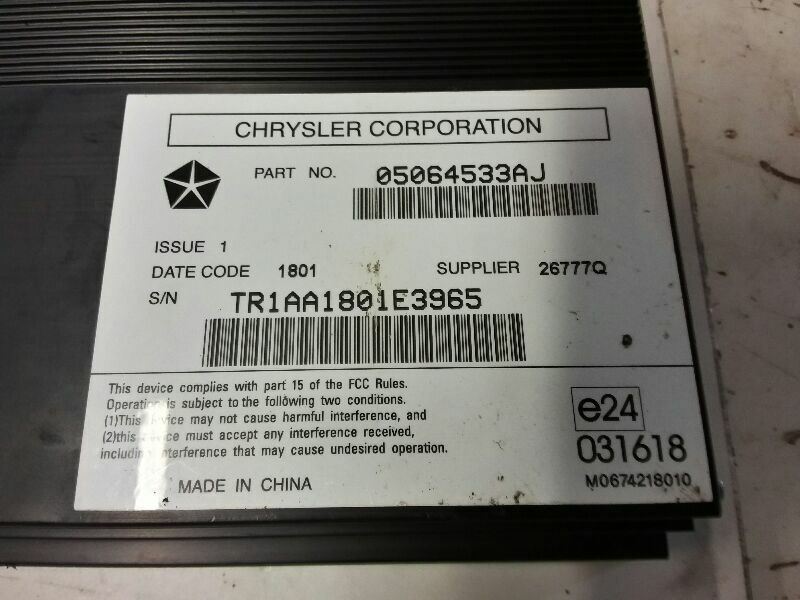 CHRYSLER CORPORATION
PART NO. 05064533AJ
ISSUE 1
DATE CODE 1801 SUPPLIER 26777Q
S/N TR1AA1801E3965
This device complies with part 15 of the FCC Rules.
Operation is subject to the following two conditions.
(1)This device may not cause harmful interference, and
(2)this device must accept any interference received,
including interference that may cause undesired operation.
e24
031618
MADE IN CHINA
M0674218010